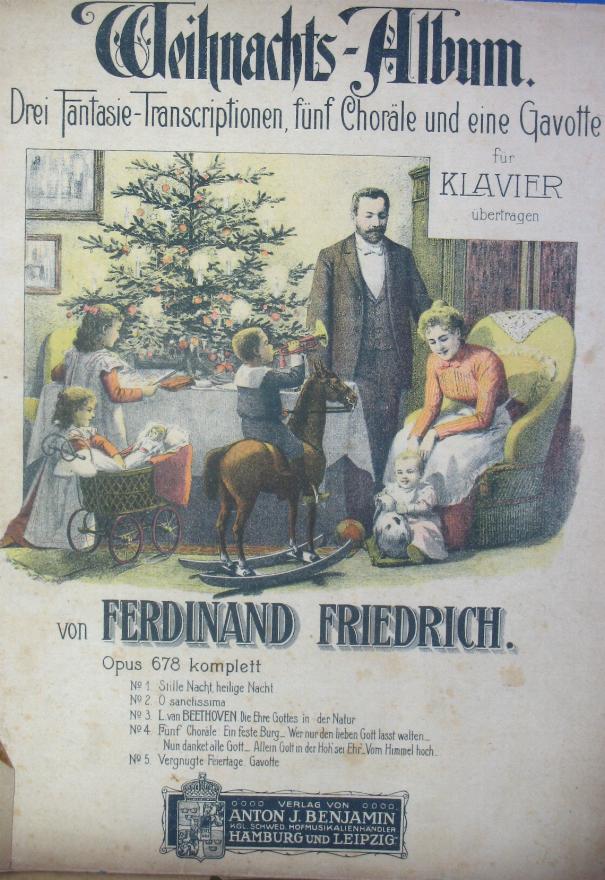 Weihnachts-Album.
Drei Fantasie-Transcriptionen, fünf Choräle und eine Gavotte
für
KLAVIER
übertragen
von FERDINAND FRIEDRICH.
Opus 678 komplett
No 1. Stille Nacht, heilige Nacht
No 2. O sanctissima
No 3. L. van BEETHOVEN Die Ehre Gottes in der Natur
No 4. Fünf Choräle: Ein feste Burg_ Wer nur den lieben Gott lasst walten_
Nun danket alle Gott_ Allein Gott in der Höh' sei Ehr'_ Vom Himmel hoch.
No 5. Vergnügte Feiertage. Gavotte
VERLAG VON
ANTON J. BENJAMIN
KGL. SCHWED. HOFMUSIKALIENHÄNDLER
HAMBURG UND LEIPZIG